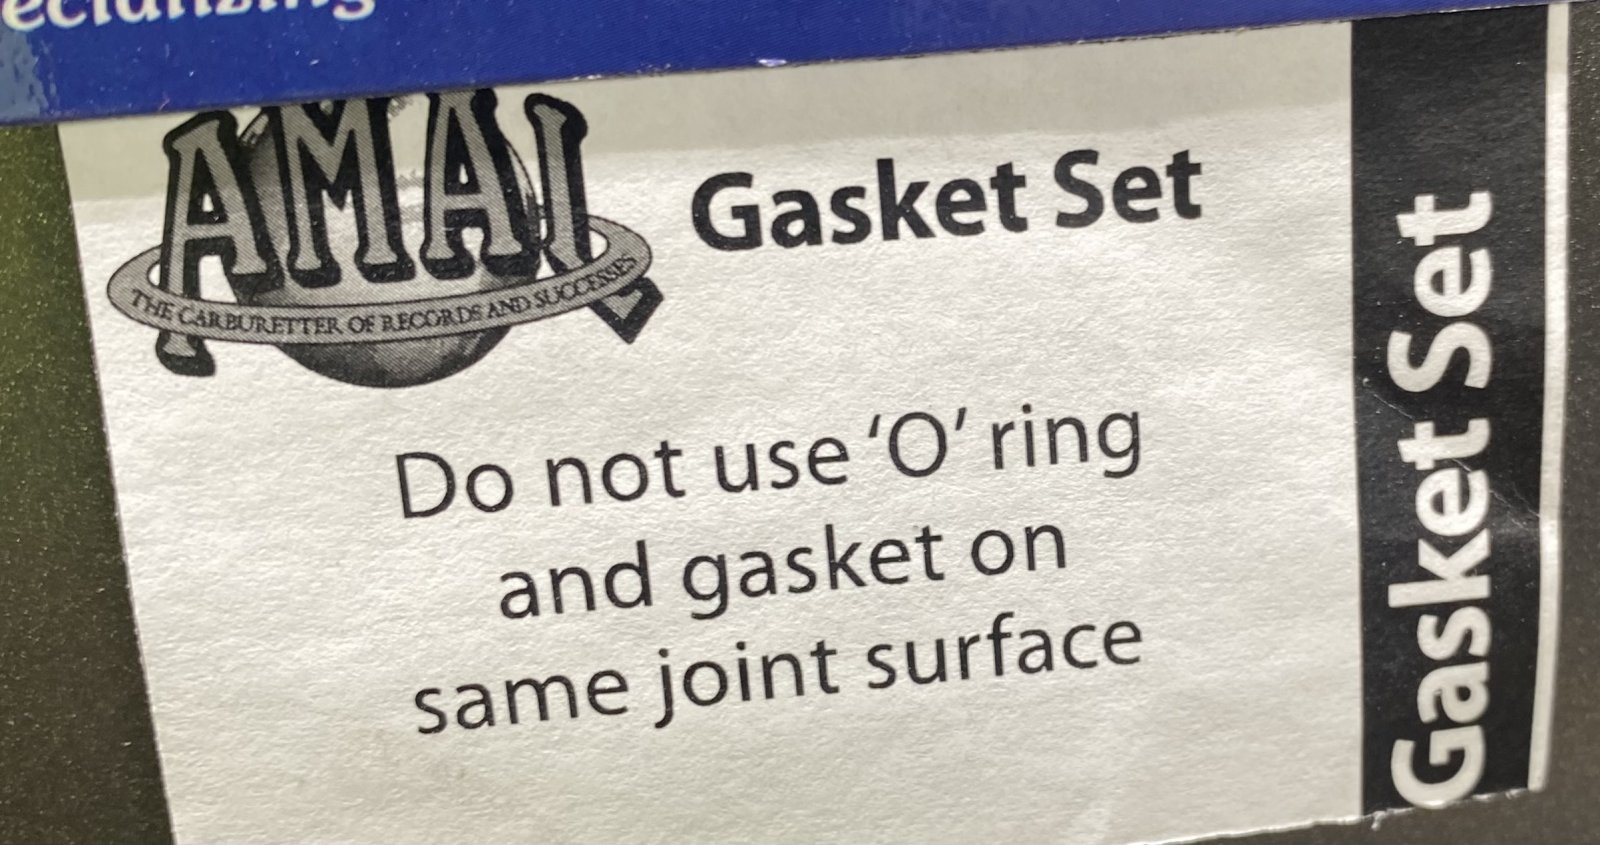 AMAL
THE CARBURETTER OF RECORDS AND SUCCESSES
Gasket Set
Do not use ‘O’ ring
and gasket on
same joint surface
Gasket Set